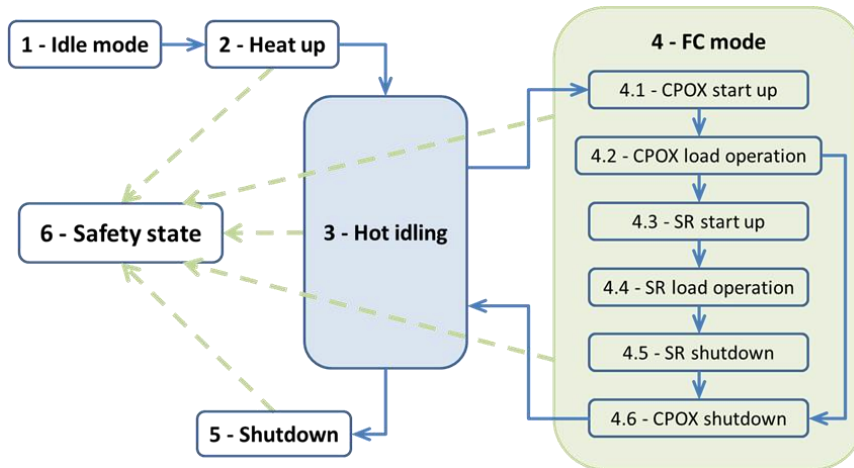 1 - Idle mode
2 - Heat up
4 - FC mode
4.1 - CPOX start up
4.2 - CPOX load operation
4.3 - SR start up
6 - Safety state
3 - Hot idling
4.4 - SR load operation
4.5 - SR shutdown
4.6 - CPOX shutdown
5 - Shutdown